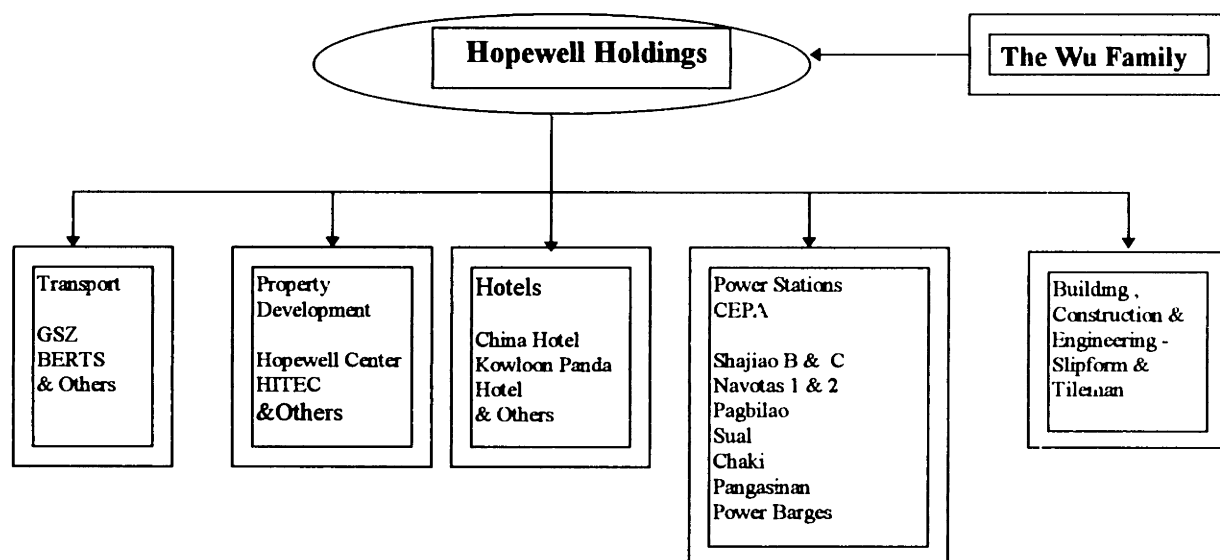 Hopewell Holdings
The Wu Family
Transport
GSZ
BERTS
& Others
Property
Development
Hopewell Center
HITEC
&Others
Hotels
China Hotel
Kowloon Panda
Hotel
& Others
Power Stations
CEPA
Shajiao B & C
Navotas 1 & 2
Pagbilao
Sual
Chaki
Pangasinan
Power Barges
Building ,
Construction &
Engineering -
Slipform &
Tileman